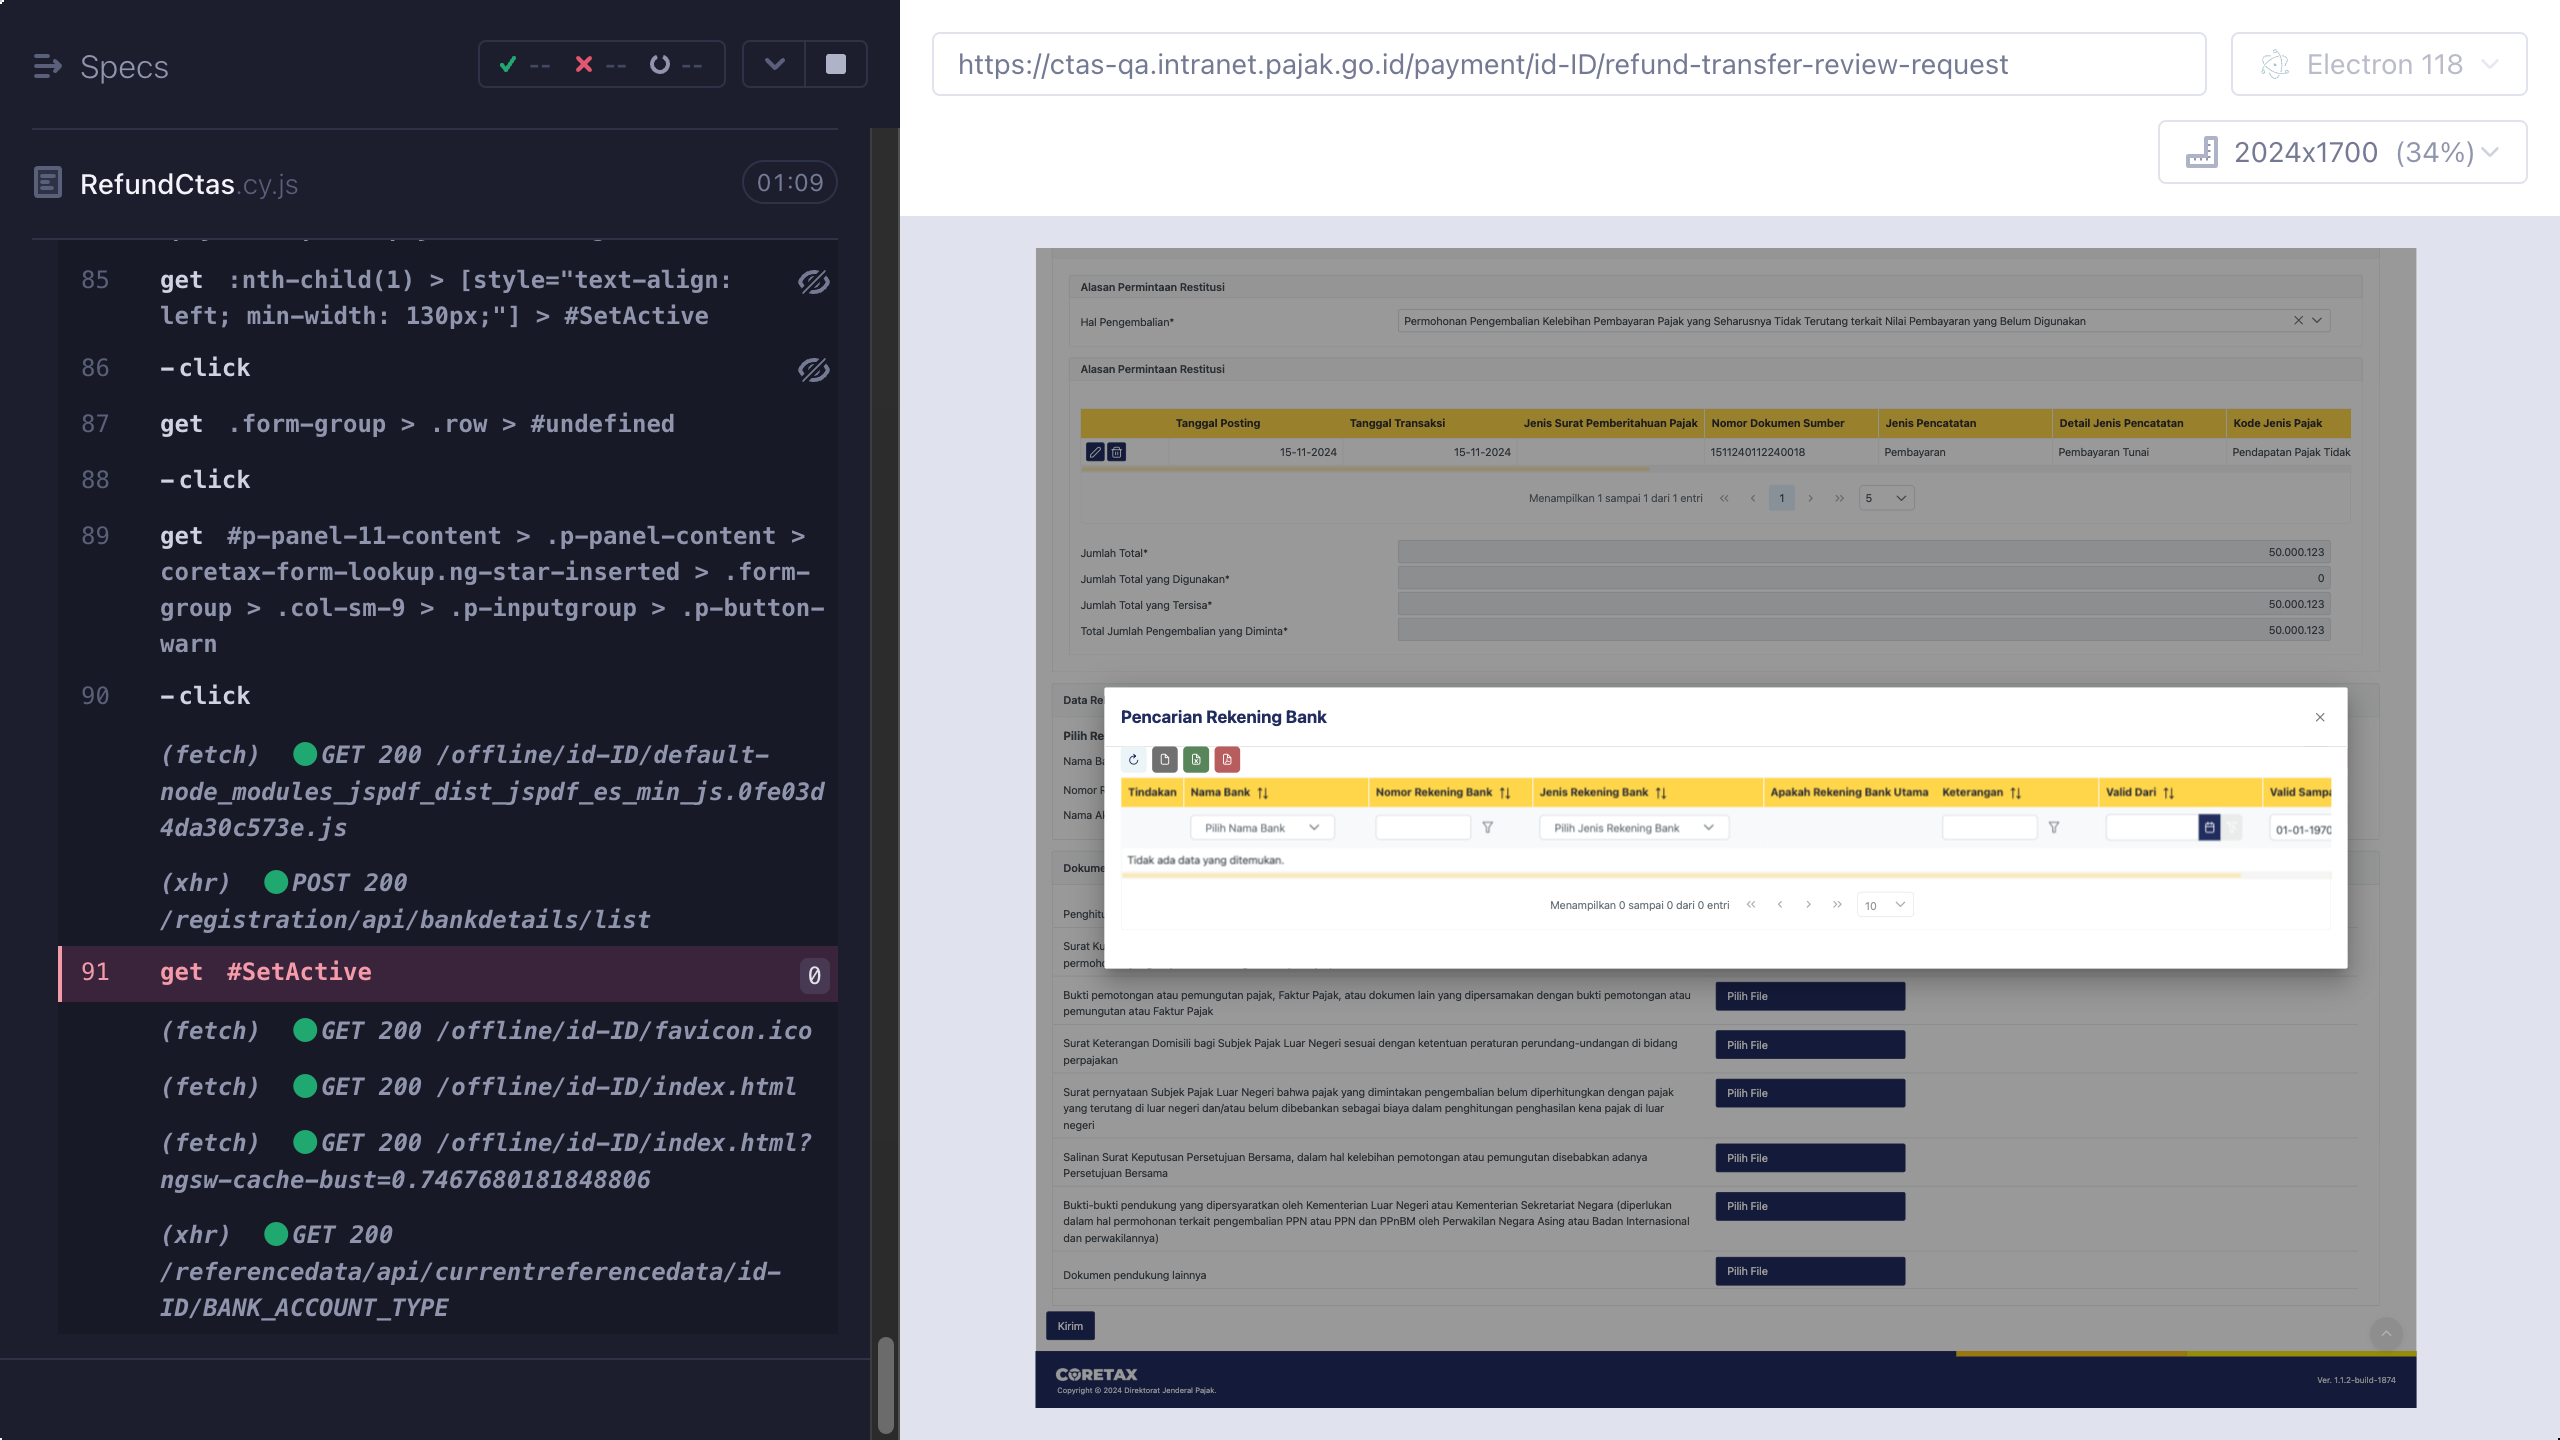 Specs
-- -- --
https://ctas-qa.intranet.pajak.go.id/payment/id-ID/refund-transfer-review-request
Electron 118
2024x1700 (34%)
RefundCtas.cy.js
01:09
85 get :nth-child(1) > [style="text-align:
left; min-width: 130px;"] > #SetActive
86 -click
87 get .form-group > .row > #undefined
88 -click
89 get #p-panel-11-content > .p-panel-content >
coretax-form-lookup.ng-star-inserted > .form-
group > .col-sm-9 > .p-inputgroup > .p-button-
warn
90 -click
(fetch) GET 200 /offline/id-ID/default-
node_modules_jspdf_dist_jspdf_es_min_js.0fe03d
4da30c573e.js
(xhr) POST 200
/registration/api/bankdetails/list
91 get #SetActive 0
(fetch) GET 200 /offline/id-ID/favicon.ico
(fetch) GET 200 /offline/id-ID/index.html
(fetch) GET 200 /offline/id-ID/index.html?
ngsw-cache-bust=0.7467680181848806
(xhr) GET 200
/referencedata/api/currentreferencedata/id-
ID/BANK_ACCOUNT_TYPE
Alasan Permintaan Restitusi
Hal Pengembalian* Permohonan Pengembalian Kelebihan Pembayaran Pajak yang Seharusnya Tidak Terutang terkait Nilai Pembayaran yang Belum Digunakan
Alasan Permintaan Restitusi
Tanggal Posting Tanggal Transaksi Jenis Surat Pemberitahuan Pajak Nomor Dokumen Sumber Jenis Pencatatan Detail Jenis Pencatatan Kode Jenis Pajak
15-11-2024 15-11-2024 1511240112240018 Pembayaran Pembayaran Tunai Pendapatan Pajak Tidak
Menampilkan 1 sampai 1 dari 1 entri 1 5
Jumlah Total* 50.000.123
Jumlah Total yang Digunakan* 0
Jumlah Total yang Tersisa* 50.000.123
Total Jumlah Pengembalian yang Diminta* 50.000.123
Data Re
Pilih Re
Nama Ba
Nomor R
Nama Al
Dokume
Penghitu
Surat Ku
permoho
Pencarian Rekening Bank
Tindakan Nama Bank Nomor Rekening Bank Jenis Rekening Bank Apakah Rekening Bank Utama Keterangan Valid Dari Valid Sampa
Pilih Nama Bank Pilih Jenis Rekening Bank 01-01-1970
Tidak ada data yang ditemukan.
Menampilkan 0 sampai 0 dari 0 entri 10
Bukti pemotongan atau pemungutan pajak, Faktur Pajak, atau dokumen lain yang dipersamakan dengan bukti pemotongan atau
pemungutan atau Faktur Pajak
Pilih File
Surat Keterangan Domisili bagi Subjek Pajak Luar Negeri sesuai dengan ketentuan peraturan perundang-undangan di bidang
perpajakan
Pilih File
Surat pernyataan Subjek Pajak Luar Negeri bahwa pajak yang dimintakan pengembalian belum diperhitungkan dengan pajak
yang terutang di luar negeri dan/atau belum dibebankan sebagai biaya dalam penghitungan penghasilan kena pajak di luar
negeri
Pilih File
Salinan Surat Keputusan Persetujuan Bersama, dalam hal kelebihan pemotongan atau pemungutan disebabkan adanya
Persetujuan Bersama
Pilih File
Bukti-bukti pendukung yang dipersyaratkan oleh Kementerian Luar Negeri atau Kementerian Sekretariat Negara (diperlukan
dalam hal permohonan terkait pengembalian PPN atau PPN dan PPnBM oleh Perwakilan Negara Asing atau Badan Internasional
dan perwakilannya)
Pilih File
Dokumen pendukung lainnya
Pilih File
Kirim
CORETAX
Copyright © 2024 Direktorat Jenderal Pajak.
Ver. 1.1.2-build-1874